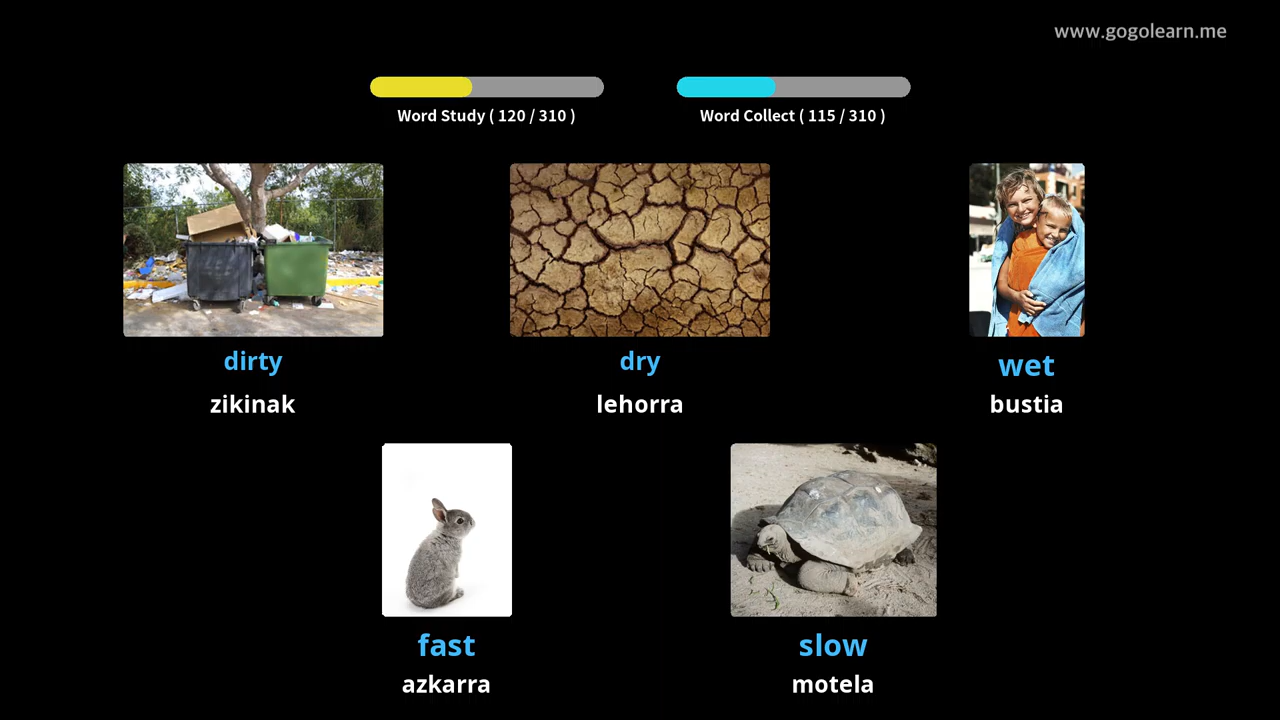 www.gogolearn.me
Word Study ( 120 / 310 )
Word Collect ( 115 / 310 )
dirty
zikinak
dry
lehorra
wet
bustia
fast
azkarra
slow
motela